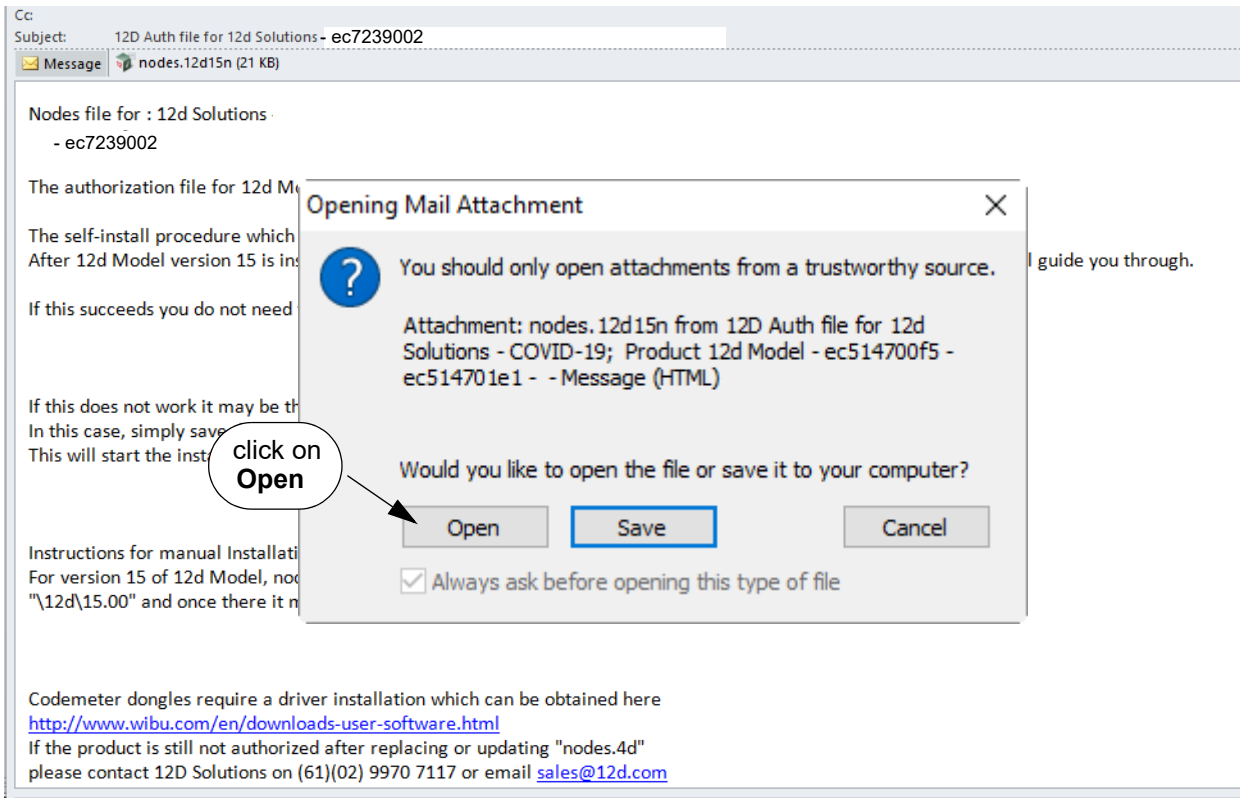 Cc:
Subject: 12D Auth file for 12d Solutions - ec7239002
Message nodes.12d15n (21 KB)
Nodes file for : 12d Solutions
- ec7239002
The authorization file for 12d
Opening Mail Attachment
The self-install procedure which
After 12d Model version 15 is
You should only open attachments from a trustworthy source.
guide you through.
If this succeeds you do not need
Attachment: nodes.12d15n from 12D Auth file for 12d
Solutions - COVID-19; Product 12d Model - ec514700f5 -
ec514701e1 - - Message (HTML)
If this does not work it may be
In this case, simply save
This will start the
click on
Open
Would you like to open the file or save it to your computer?
Open Save Cancel
Always ask before opening this type of file
Instructions for manual
For version 15 of 12d Model,
"\12d\15.00" and once there it
Codemeter dongles require a driver installation which can be obtained here
http://www.wibu.com/en/downloads-user-software.html
If the product is still not authorized after replacing or updating "nodes.4d"
please contact 12D Solutions on (61)(02) 9970 7117 or email sales@12d.com